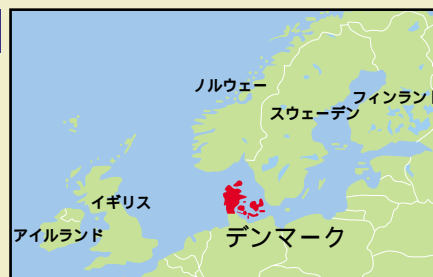 ノルウェー
フィンランド
スウェーデン
イギリス
アイルランド
デンマーク